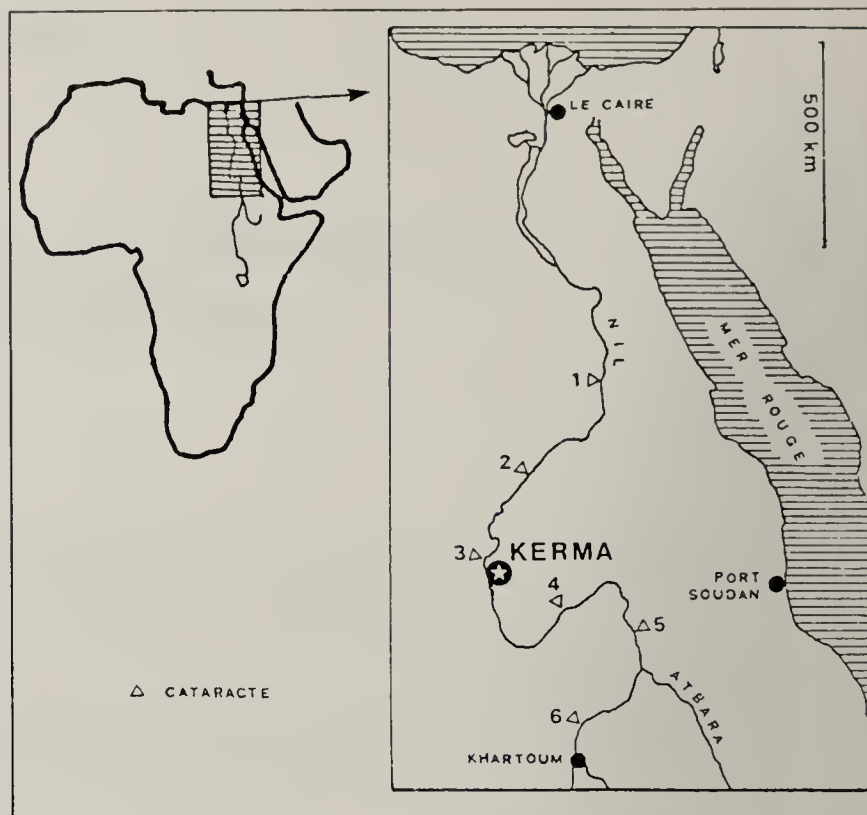 LE CAIRE
500 km
NIL
MER ROUGE
1
2
3
KERMA
4
PORT
SOUDAN
5
△ CATARACTE
ATBARA
6
KHARTOUM